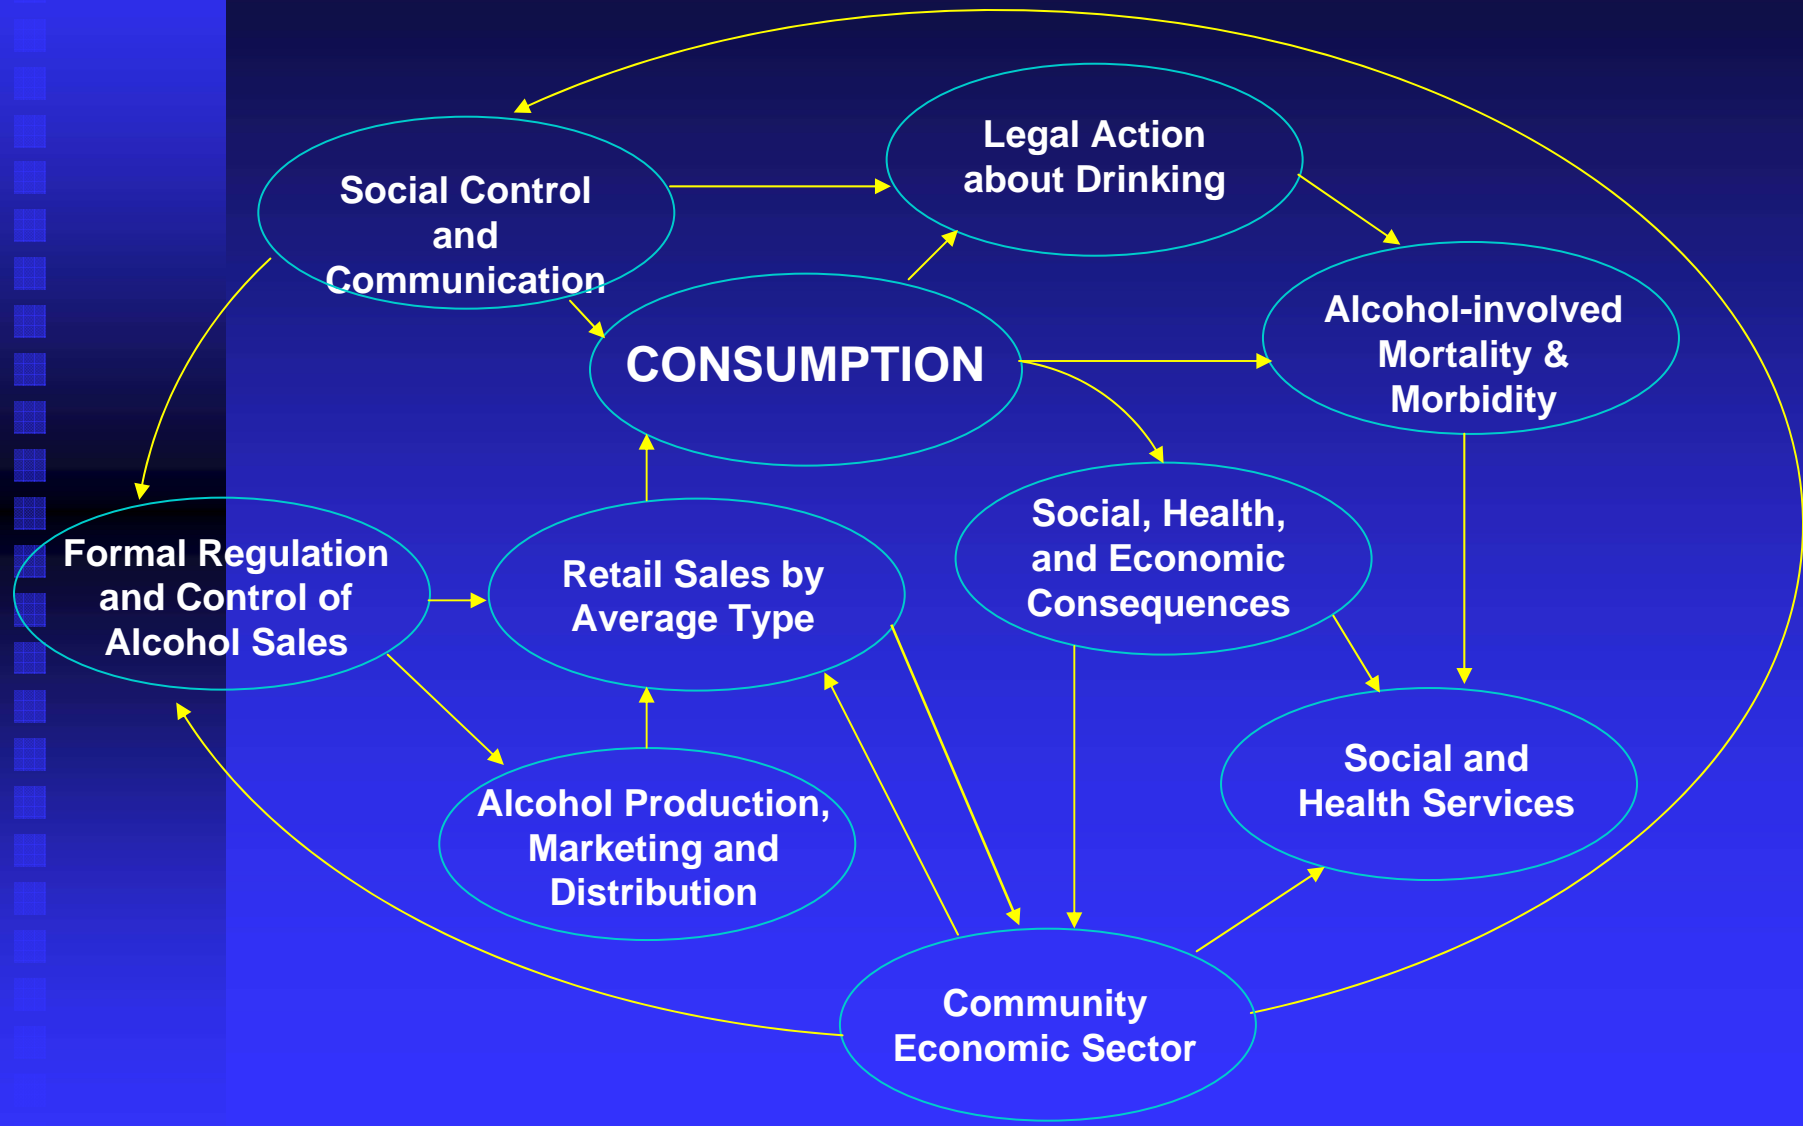 Legal Action
about Drinking
Social Control
and
Communication
Alcohol-involved
Mortality &
Morbidity
CONSUMPTION
Social, Health,
and Economic
Consequences
Formal Regulation
and Control of
Alcohol Sales
Retail Sales by
Average Type
Social and
Health Services
Alcohol Production,
Marketing and
Distribution
Community
Economic Sector